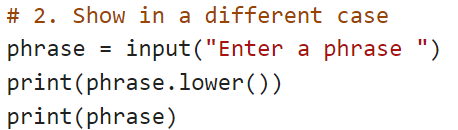 # 2. Show in a different case
phrase = input("Enter a phrase ")
print(phrase.lower())
print(phrase)